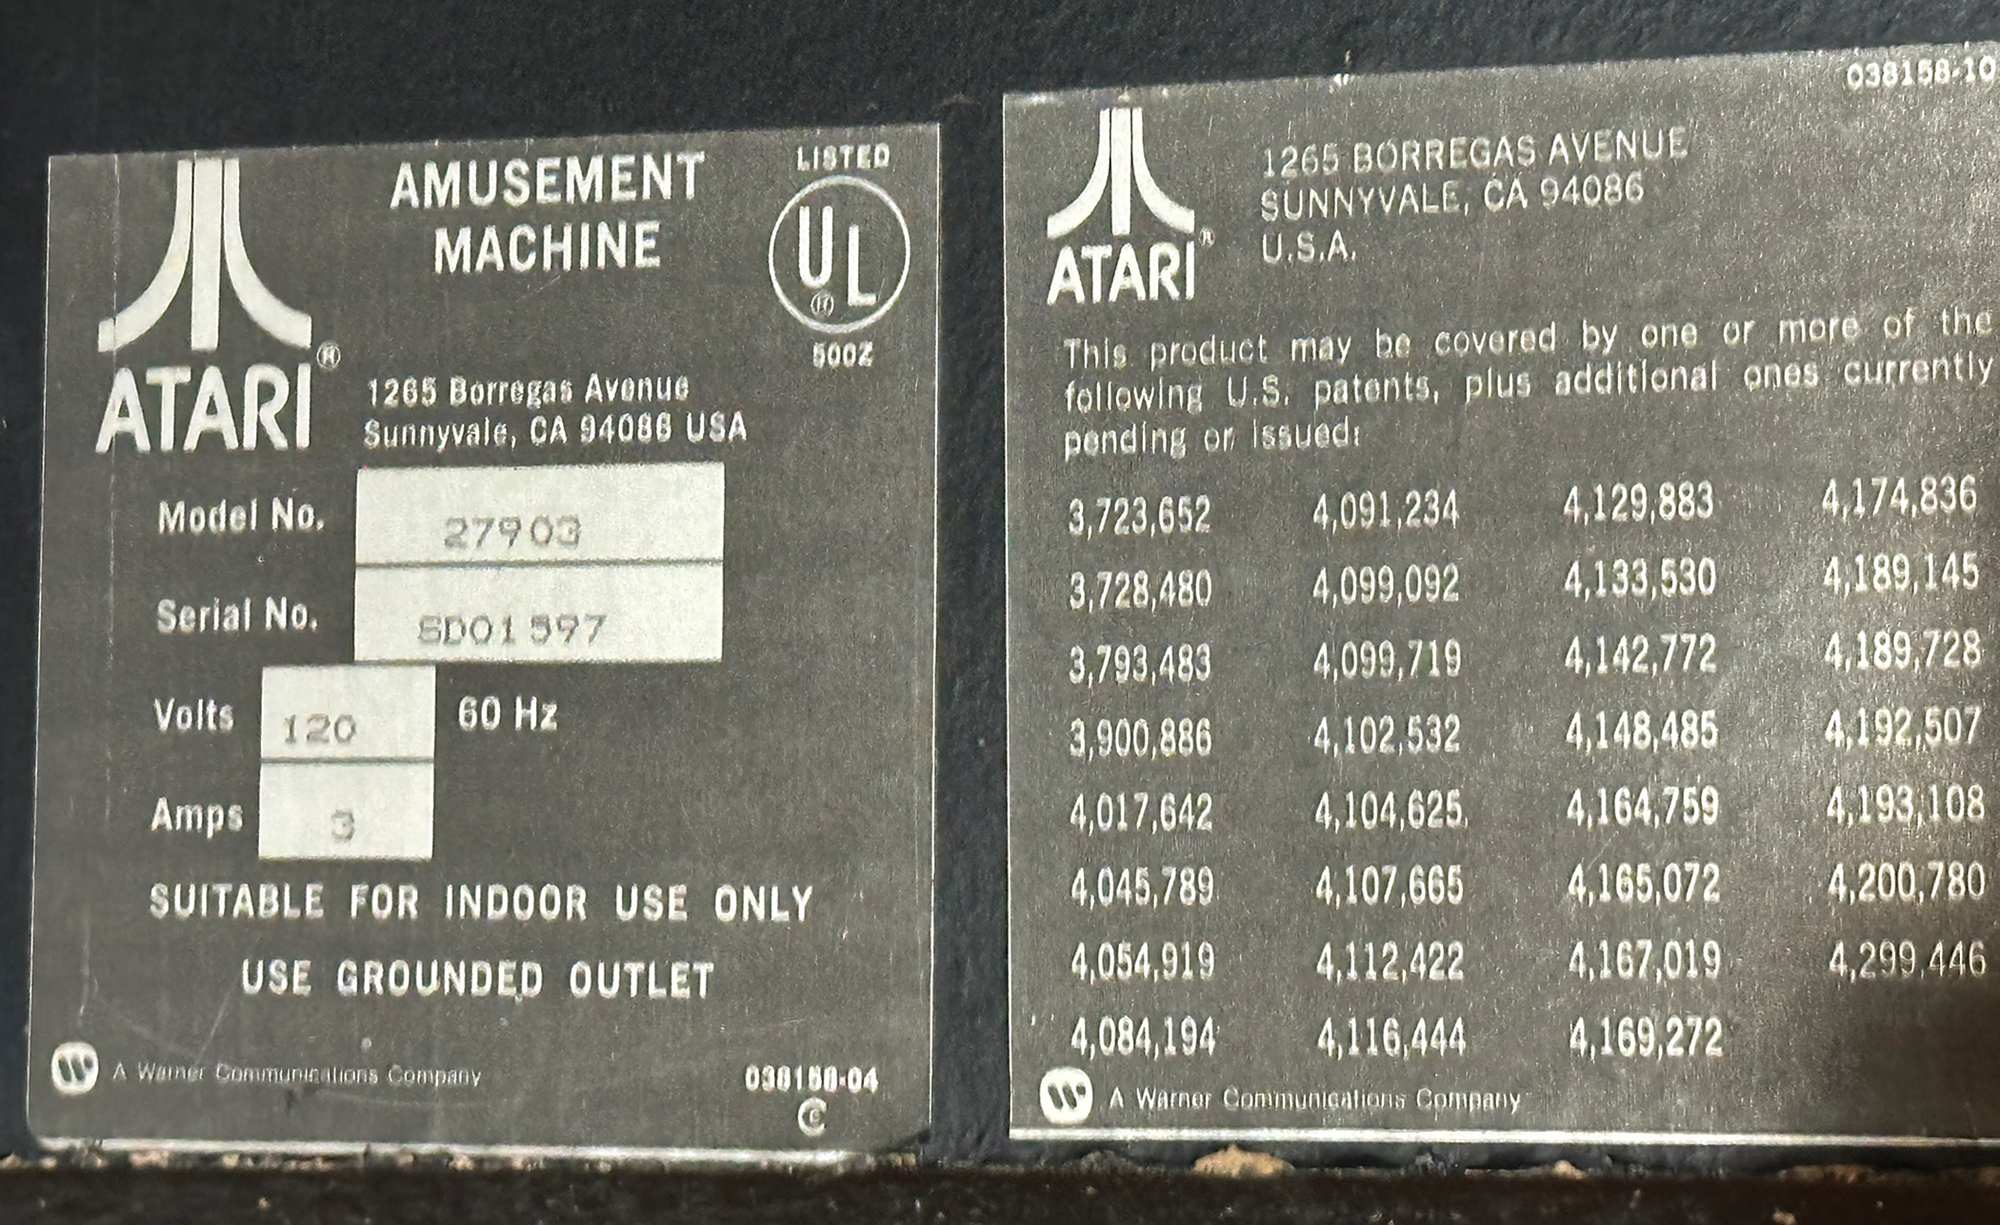 AMUSEMENT
MACHINE
LISTED
UL
®
500Z
ATARI®
1265 Borregas Avenue
Sunnyvale, CA 94086 USA
Model No. 27903
Serial No. SD01597
Volts 120 60 Hz
Amps 3
SUITABLE FOR INDOOR USE ONLY
USE GROUNDED OUTLET
W A Warner Communications Company
038158-04
C
038158-10
ATARI®
1265 BORREGAS AVENUE
SUNNYVALE, CA 94086
U.S.A.
This product may be covered by one or more of the
following U.S. patents, plus additional ones currently
pending or issued:
3,723,652 4,091,234 4,129,883 4,174,836
3,728,480 4,099,092 4,133,530 4,189,145
3,793,483 4,099,719 4,142,772 4,189,728
3,900,886 4,102,532 4,148,485 4,192,507
4,017,642 4,104,625 4,164,759 4,193,108
4,045,789 4,107,665 4,165,072 4,200,780
4,054,919 4,112,422 4,167,019 4,299,446
4,084,194 4,116,444 4,169,272
W A Warner Communications Company